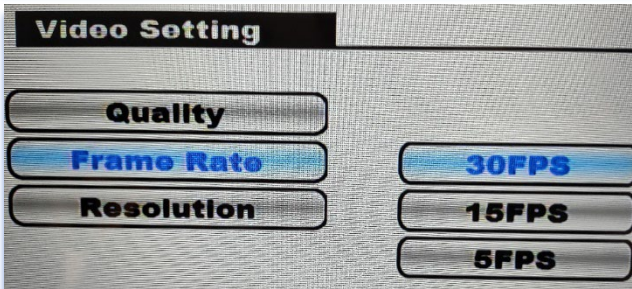 Video Setting
Quality
Frame Rate
30FPS
Resolution
15FPS
5FPS